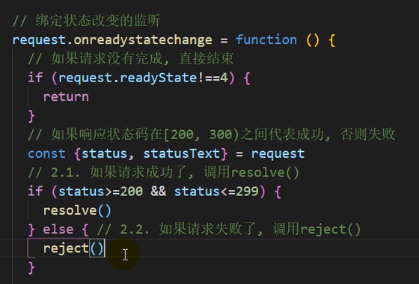 // 绑定状态改变的监听
request.onreadystatechange = function () {
// 如果请求没有完成, 直接结束
if (request.readyState!==4) {
return
}
// 如果响应状态码在[200, 300)之间代表成功, 否则失败
const {status, statusText} = request
// 2.1. 如果请求成功了, 调用resolve()
if (status>=200 && status<=299) {
resolve()
} else { // 2.2. 如果请求失败了, 调用reject()
reject()
}